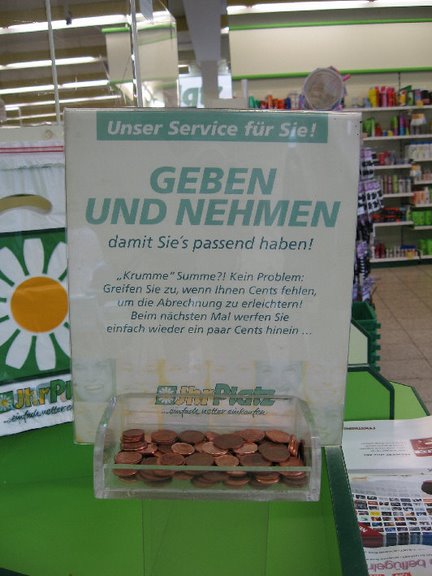 Unser Service für Sie!
GEBEN
UND NEHMEN
damit Sie's passend haben!
„Krumme" Summe?! Kein Problem:
Greifen Sie zu, wenn Ihnen Cents fehlen,
um die Abrechnung zu erleichtern!
Beim nächsten Mal werfen Sie
einfach wieder ein paar Cents hinein ...
IhrPlatz
...einfach netter einkaufen
IhrPlatz